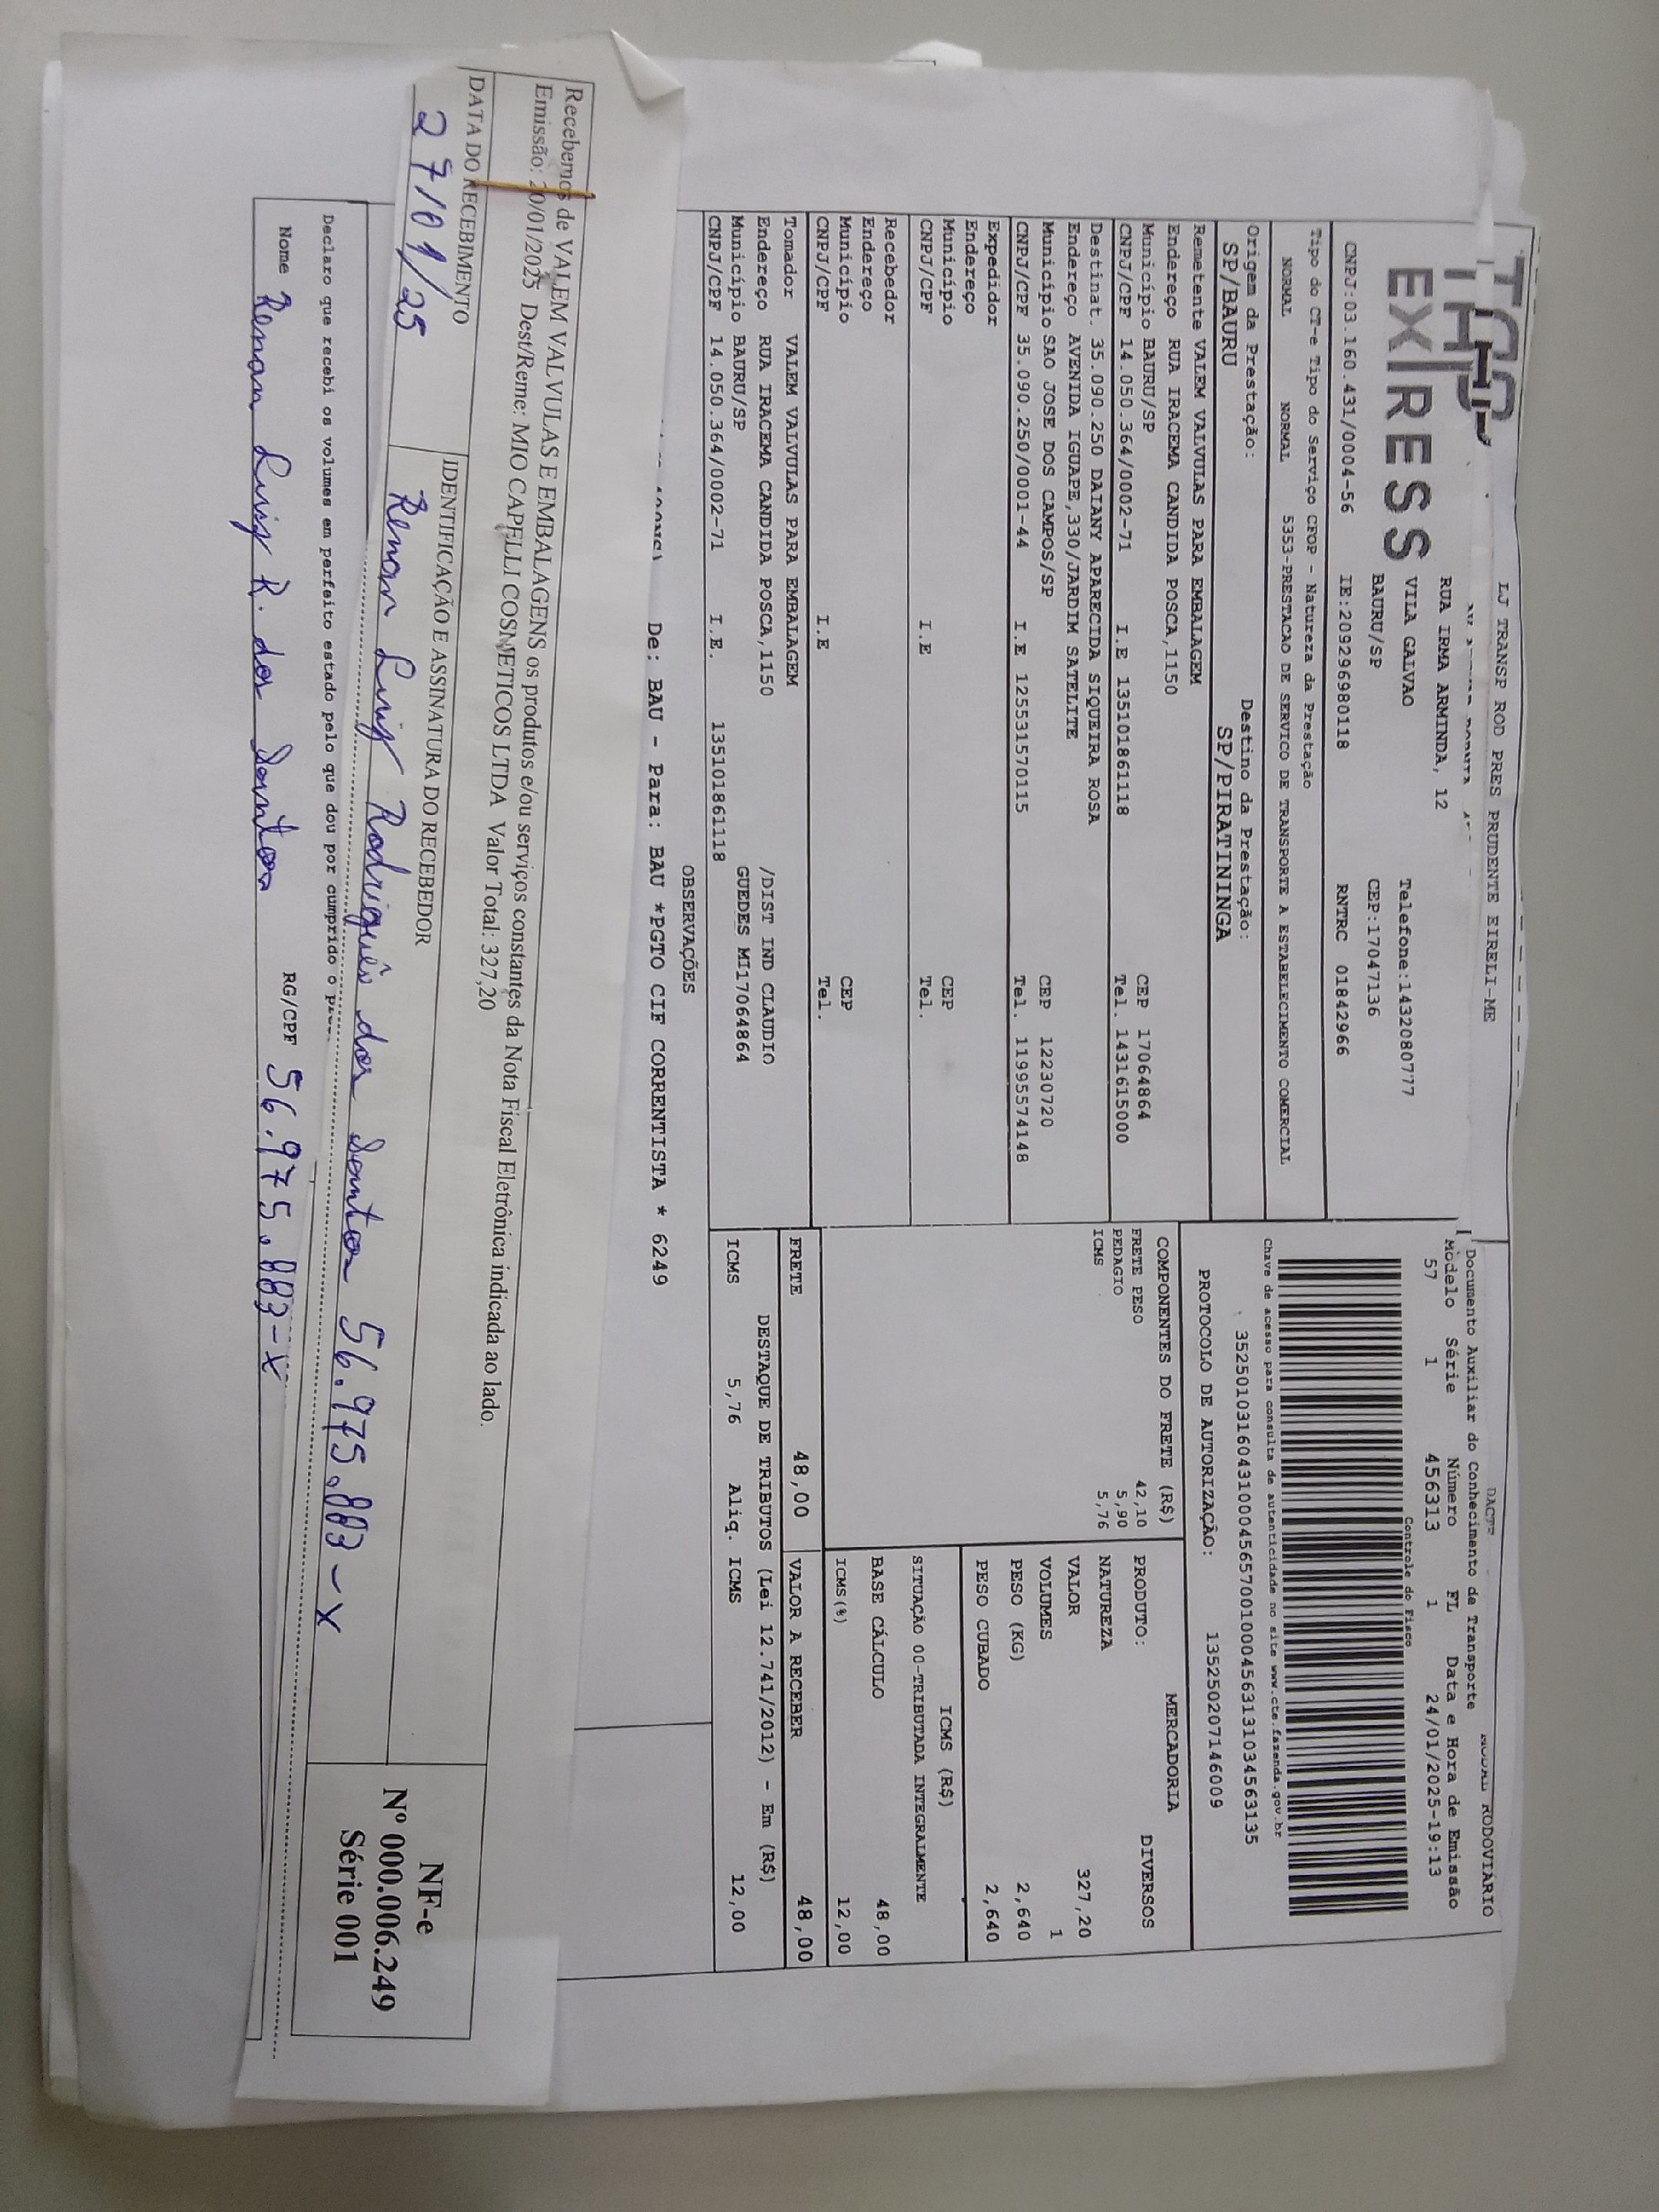 EX RESS
LJ TRANSP ROD PRES PRUDENTE EIRELI-ME
RUA IRMA ARMINDA, 12
VILA GALVAO Telefone:1432080777
BAURU/SP CEP:17047136
CNPJ:03.160.431/0004-56 IE:209296980118 RNTRC 01842966
Tipo do CT-e Tipo do Serviço CFOP - Natureza da Prestação
NORMAL NORMAL 5353-PRESTACAO DE SERVICO DE TRANSPORTE A ESTABELECIMENTO COMERCIAL
Origem da Prestação: Destino da Prestação:
SP/BAURU SP/PIRATININGA
RODOVIÁRIO
Documento Auxiliar do Conhecimento de Transporte
Modelo Série Número FL Data e Hora de Emissão
57 1 456313 1 24/01/2025-19:13
Controle do Fisco
Chave de acesso para consulta de autenticidade no site www.cte.fazenda.gov.br
35250103160431000456570010004563131034563135
PROTOCOLO DE AUTORIZAÇÃO: 135250207146009
Remetente VALEM VALVULAS PARA EMBALAGEM
Endereço RUA IRACEMA CANDIDA POSCA,1150
Município BAURU/SP CEP 17064864
CNPJ/CPF 14.050.364/0002-71 I.E 135101861118 Tel. 1431615000
Destinat. 35.090.250 DAIANY APARECIDA SIQUEIRA ROSA
Endereço AVENIDA IGUAPE,330/JARDIM SATELITE
Município SAO JOSE DOS CAMPOS/SP CEP 12230720
CNPJ/CPF 35.090.250/0001-44 I.E 125531570115 Tel. 11995574148
Expedidor
Endereço
Município CEP
CNPJ/CPF I.E Tel.
Recebedor
Endereço
Município CEP
CNPJ/CPF I.E Tel.
Tomador VALEM VALVULAS PARA EMBALAGEM
Endereço RUA IRACEMA CANDIDA POSCA,1150 /DIST IND CLAUDIO
Município BAURU/SP GUEDES MI17064864
CNPJ/CPF 14.050.364/0002-71 I.E. 135101861118
COMPONENTES DO FRETE (R$)
FRETE PESO 42,10
PEDAGIO 5,90
ICMS 5,76
MERCADORIA
PRODUTO: DIVERSOS
NATUREZA
VALOR 327,20
VOLUMES 1
PESO (KG) 2,640
PESO CUBADO 2,640
ICMS (R$)
SITUAÇÃO 00-TRIBUTADA INTEGRALMENTE
BASE CÁLCULO 48,00
ICMS(%) 12,00
FRETE 48,00 VALOR A RECEBER 48,00
DESTAQUE DE TRIBUTOS (Lei 12.741/2012) - Em (R$)
ICMS 5,76 Aliq. ICMS 12,00
OBSERVAÇÕES
De: BAU - Para: BAU *PGTO CIF CORRENTISTA * 6249
Recebemos de VALEM VALVULAS E EMBALAGENS os produtos e/ou serviços constantes da Nota Fiscal Eletrônica indicada ao lado.
Emissão: 20/01/2025 Dest/Reme: MIO CAPELLI COSMETICOS LTDA Valor Total: 327,20
DATA DO RECEBIMENTO IDENTIFICAÇÃO E ASSINATURA DO RECEBEDOR
27/01/25 Renan Luiz Rodrigues dos Santos 56.975.883-X
NF-e
Nº 000.006.249
Série 001
Declaro que recebi os volumes em perfeito estado pelo que dou por cumprido o
Nome Renan Luiz R. dos Santos RG/CPF 56.975.883-X